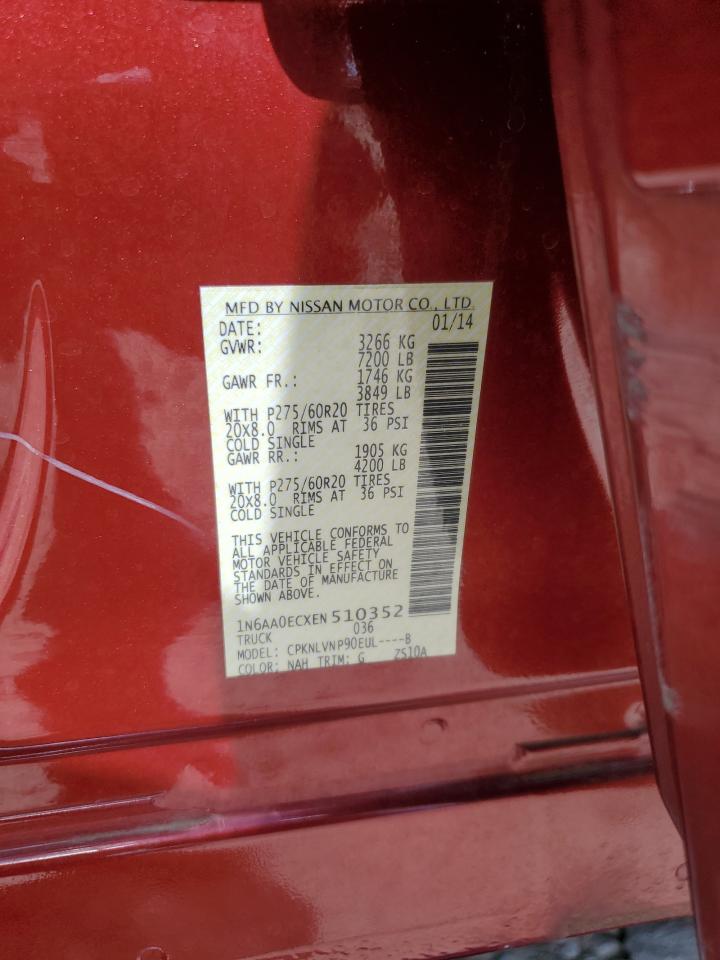 MFD BY NISSAN MOTOR CO., LTD.
DATE: 01/14
GVWR: 3266 KG
7200 LB
GAWR FR.: 1746 KG
3849 LB
WITH P275/60R20 TIRES
20X8.0 RIMS AT 36 PSI
COLD SINGLE
GAWR RR.: 1905 KG
4200 LB
WITH P275/60R20 TIRES
20X8.0 RIMS AT 36 PSI
COLD SINGLE
THIS VEHICLE CONFORMS TO
ALL APPLICABLE FEDERAL
MOTOR VEHICLE SAFETY
STANDARDS IN EFFECT ON
THE DATE OF MANUFACTURE
SHOWN ABOVE.
1N6AA0ECXEN510352
TRUCK 036
MODEL: CPKNLVNP90EUL----B
COLOR: NAH TRIM: G ZS10A